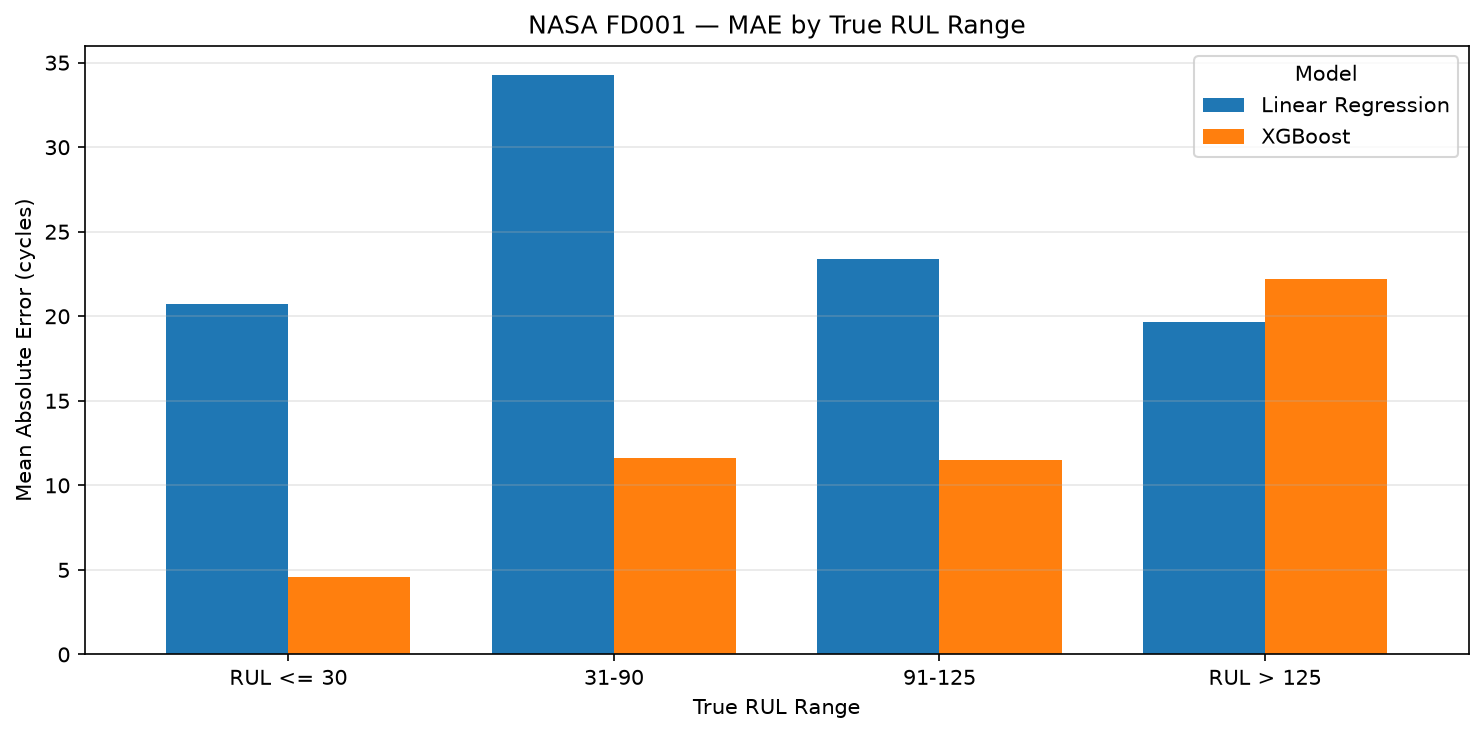 NASA FD001 — MAE by True RUL Range
Model
Linear Regression
XGBoost
Mean Absolute Error (cycles)
35
30
25
20
15
10
5
0
RUL <= 30
31-90
91-125
RUL > 125
True RUL Range